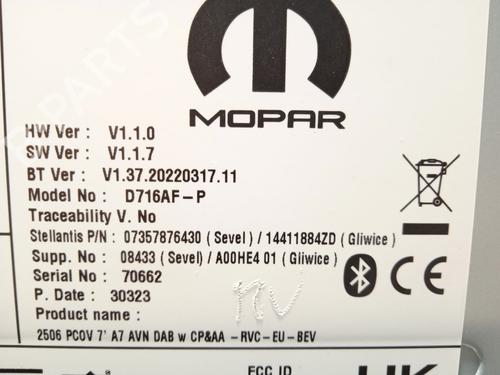 MOPAR
HW Ver : V1.1.0
SW Ver : V1.1.7
BT Ver : V1.37.20220317.11
Model No : D716AF-P
Traceability V. No
Stellantis P/N : 07357876430 ( Sevel ) / 14411884ZD ( Gliwice )
Supp. No : 08433 ( Sevel) / A00HE4 01 ( Gliwice )
Serial No : 70662
P. Date : 30323
Product name :
2506 PCOV 7' A7 AVN DAB w CP&AA -RVC-EU-BEV
FCC ID
UK